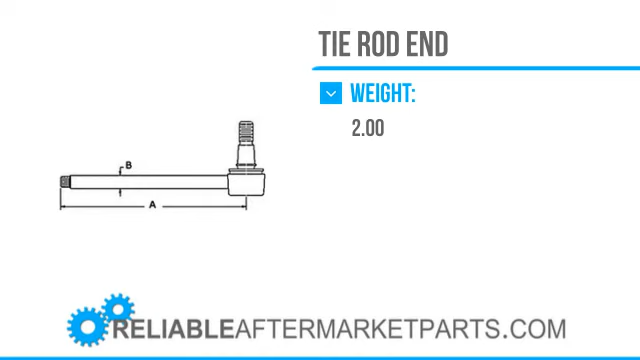 TIE ROD END
WEIGHT:
2.00
B
A
RELIABLEAFTERMARKETPARTS.COM